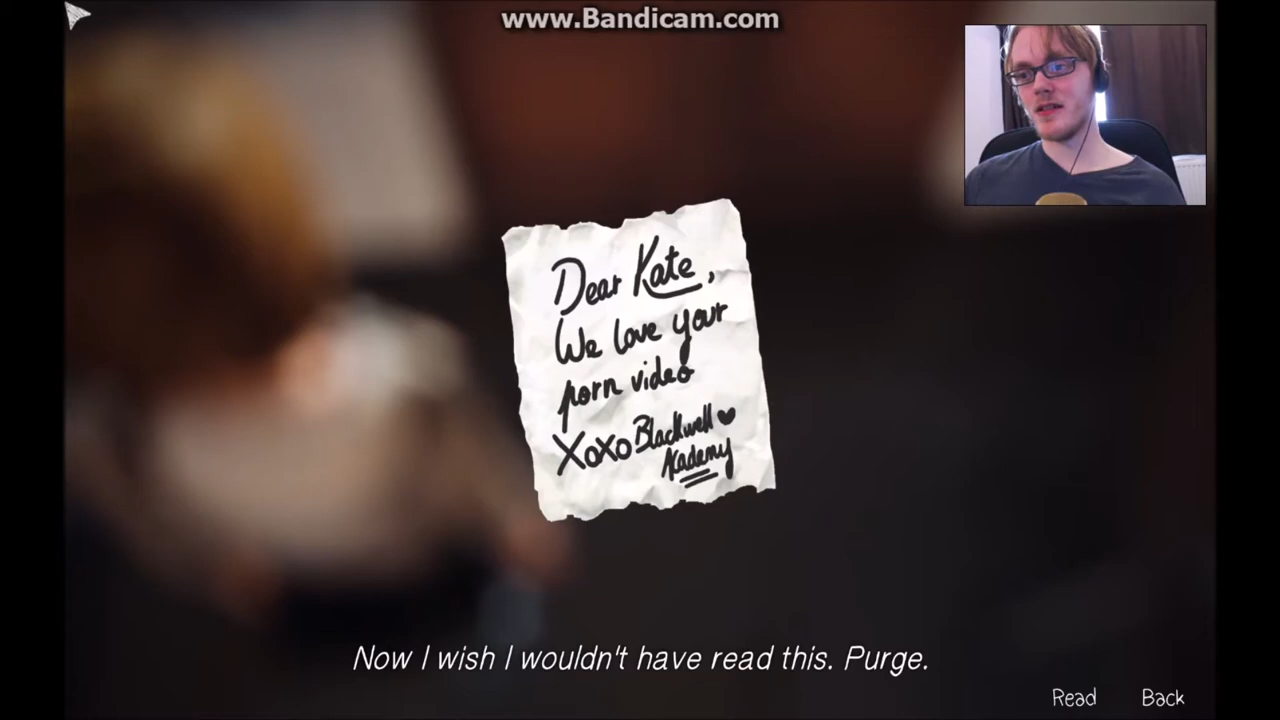 www.Bandicam.com
Dear Kate,
We love your
porn video
XoXo Blackwell
Kademy
Now I wish I wouldn't have read this. Purge.
Read Back